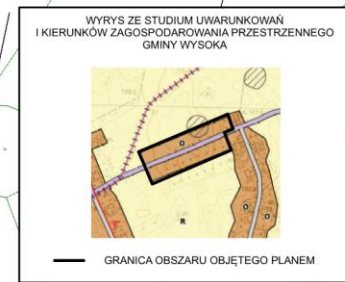 WYRYS ZE STUDIUM UWARUNKOWAŃ
I KIERUNKÓW ZAGOSPODAROWANIA PRZESTRZENNEGO
GMINY WYSOKA
R
GRANICA OBSZARU OBJĘTEGO PLANEM